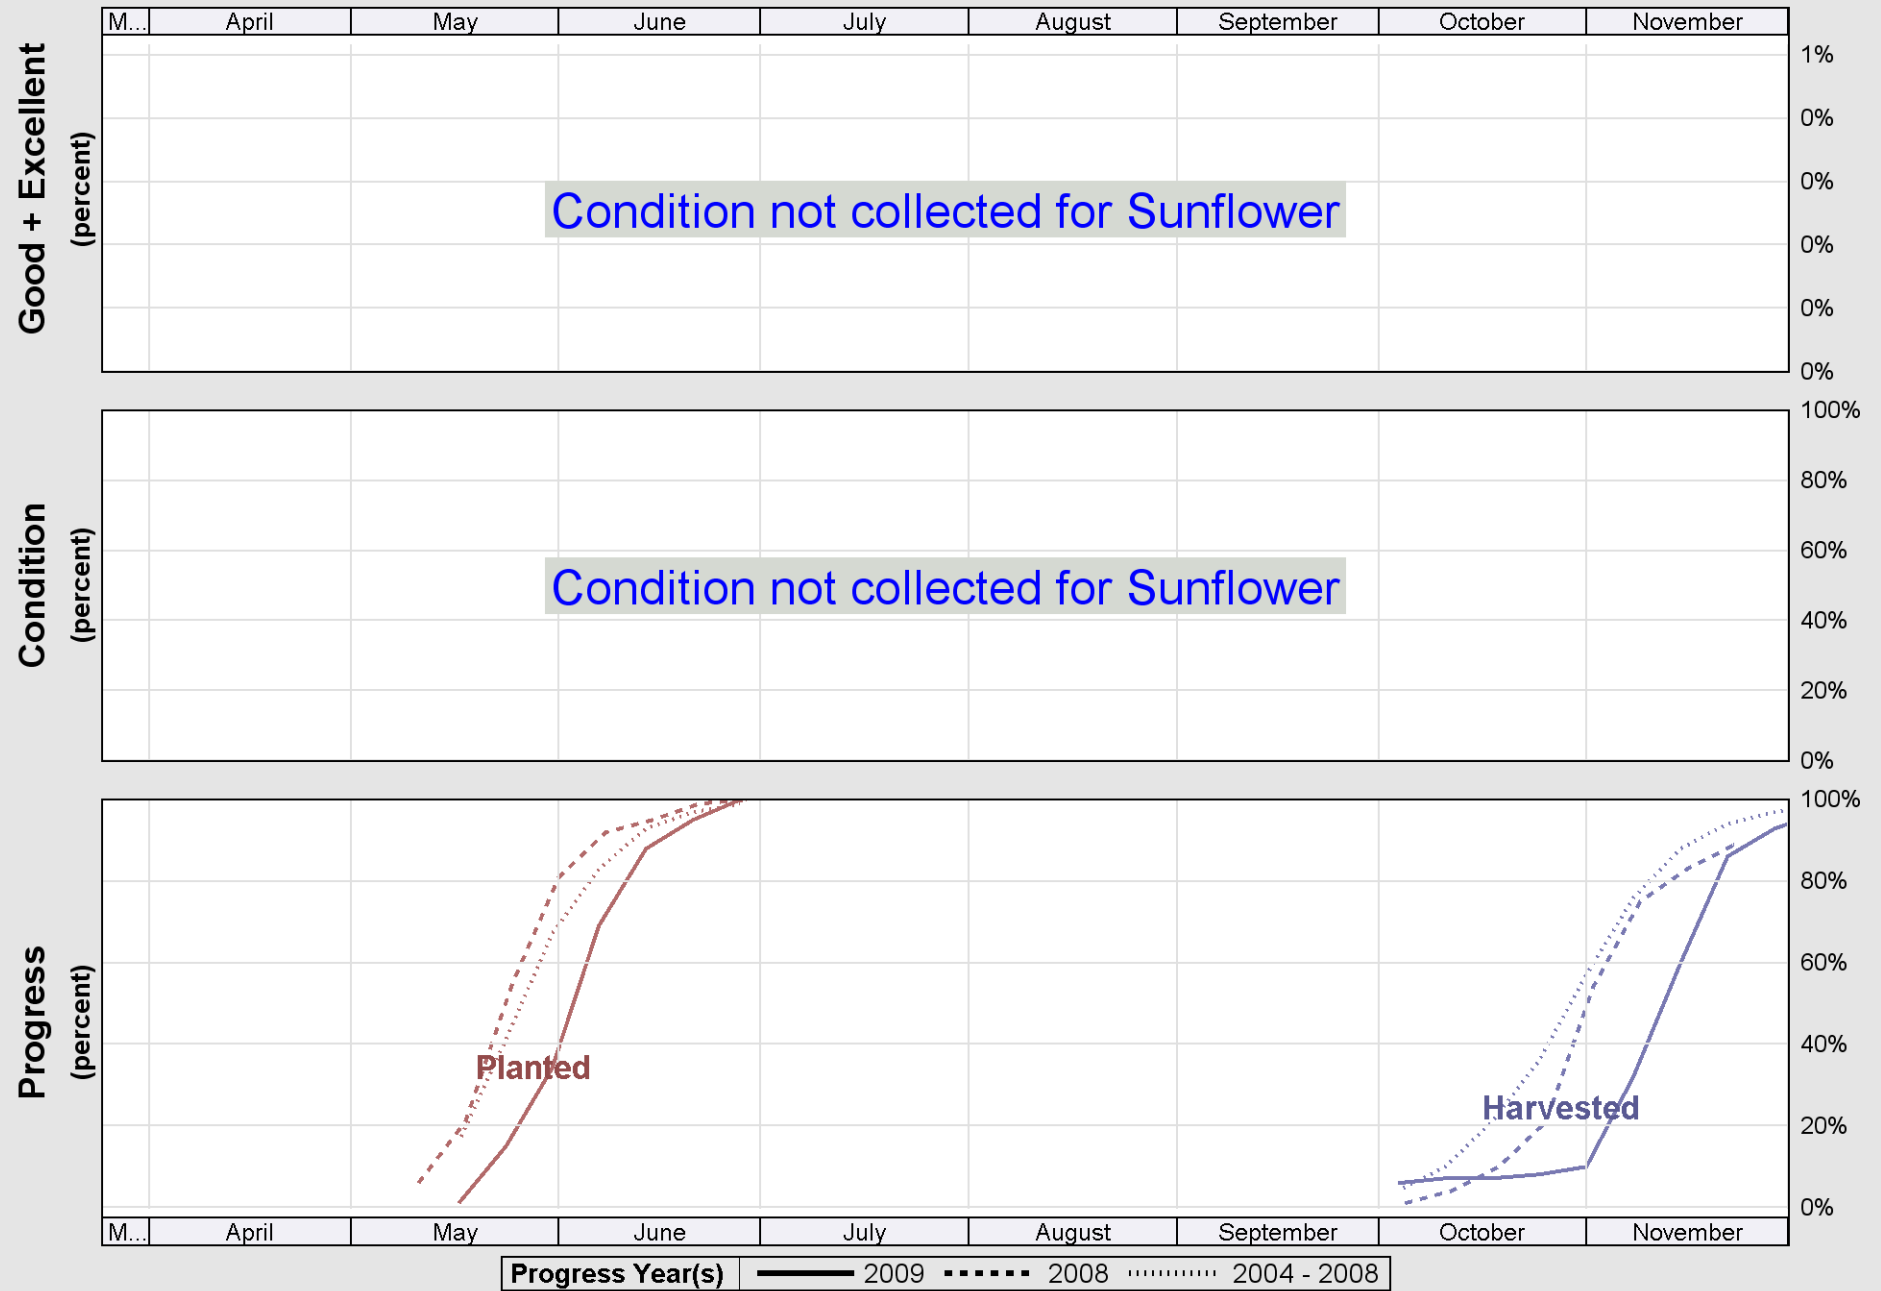 M... April May June July August September October November
Good + Excellent
(percent)
1%
0%
0%
0%
0%
0%
Condition not collected for Sunflower
Condition
(percent)
100%
80%
60%
40%
20%
0%
Condition not collected for Sunflower
Progress
(percent)
100%
80%
60%
40%
20%
0%
Planted
Harvested
M... April May June July August September October November
Progress Year(s) 2009 2008 2004 - 2008